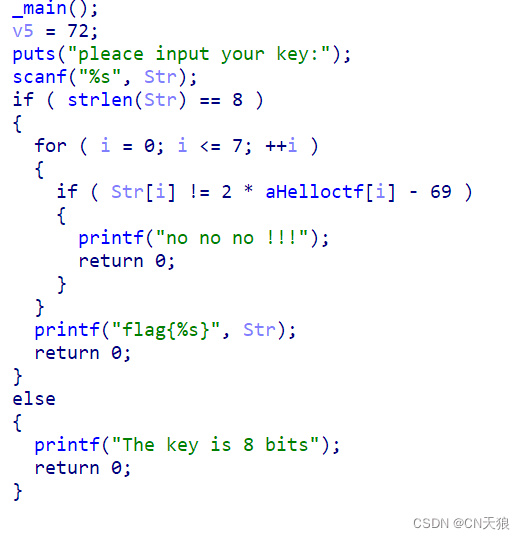 _main();
v5 = 72;
puts("pleace input your key:");
scanf("%s", Str);
if ( strlen(Str) == 8 )
{
for ( i = 0; i <= 7; ++i )
{
if ( Str[i] != 2 * aHelloctf[i] - 69 )
{
printf("no no no !!!");
return 0;
}
}
printf("flag{%s}", Str);
return 0;
}
else
{
printf("The key is 8 bits");
return 0;
}
CSDN @CN天狼